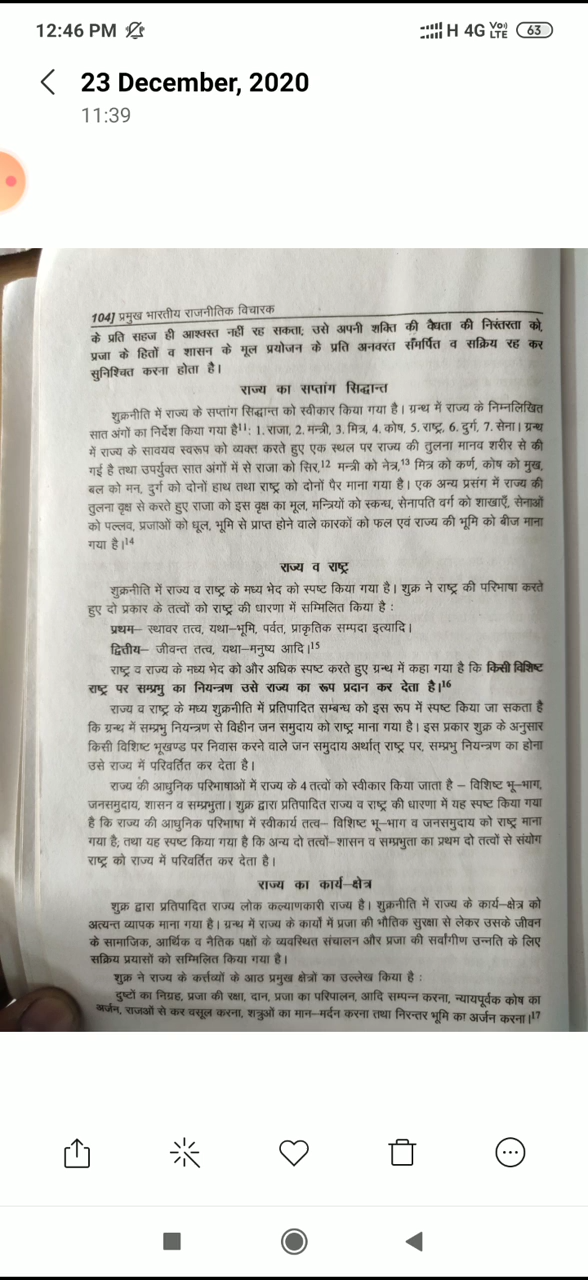 12:46 PM
H 4G Vo) LTE 63
23 December, 2020
11:39
104] प्रमुख भारतीय राजनीतिक विचारक
के प्रति सहज ही आश्वस्त नहीं रह सकता; उसे अपनी शक्ति की वैधता की निरंतरता को,
प्रजा के हितों व शासन के मूल प्रयोजन के प्रति अनवरत सँमर्पित व सक्रिय रह कर
सुनिश्चित करना होता है।
राज्य का सप्तांग सिद्धान्त
शुक्रनीति में राज्य के सप्तांग सिद्धान्त को स्वीकार किया गया है। ग्रन्थ में राज्य के निम्नलिखित
सात अंगों का निर्देश किया गया है¹¹: 1. राजा, 2. मन्त्री, 3. मित्र, 4. कोष, 5. राष्ट्र, 6. दुर्ग, 7. सेना। ग्रन्थ
में राज्य के सावयव स्वरूप को व्यक्त करते हुए एक स्थल पर राज्य की तुलना मानव शरीर से की
गई है तथा उपर्युक्त सात अंगों में से राजा को सिर,¹² मन्त्री को नेत्र,¹³ मित्र को कर्ण, कोष को मुख,
बल को मन, दुर्ग को दोनों हाथ तथा राष्ट्र को दोनों पैर माना गया है। एक अन्य प्रसंग में राज्य की
तुलना वृक्ष से करते हुए राजा को इस वृक्ष का मूल, मन्त्रियों को स्कन्ध, सेनापति वर्ग को शाखाएँ, सेनाओं
को पल्लव, प्रजाओं को धूल, भूमि से प्राप्त होने वाले कारकों को फल एवं राज्य की भूमि को बीज माना
गया है।¹⁴
राज्य व राष्ट्र
शुक्रनीति में राज्य व राष्ट्र के मध्य भेद को स्पष्ट किया गया है। शुक्र ने राष्ट्र की परिभाषा करते
हुए दो प्रकार के तत्वों को राष्ट्र की धारणा में सम्मिलित किया है :
प्रथम– स्थावर तत्व, यथा–भूमि, पर्वत, प्राकृतिक सम्पदा इत्यादि।
द्वितीय– जीवन्त तत्व, यथा–मनुष्य आदि।¹⁵
राष्ट्र व राज्य के मध्य भेद को और अधिक स्पष्ट करते हुए ग्रन्थ में कहा गया है कि किसी विशिष्ट
राष्ट्र पर सम्प्रभु का नियन्त्रण उसे राज्य का रूप प्रदान कर देता है।¹⁶
राज्य व राष्ट्र के मध्य शुक्रनीति में प्रतिपादित सम्बन्ध को इस रूप में स्पष्ट किया जा सकता है
कि ग्रन्थ में सम्प्रभु नियन्त्रण से विहीन जन समुदाय को राष्ट्र माना गया है। इस प्रकार शुक्र के अनुसार
किसी विशिष्ट भूखण्ड पर निवास करने वाले जन समुदाय अर्थात् राष्ट्र पर, सम्प्रभु नियन्त्रण का होना
उसे राज्य में परिवर्तित कर देता है।
राज्य की आधुनिक परिभाषाओं में राज्य के 4 तत्वों को स्वीकार किया जाता है – विशिष्ट भू–भाग,
जनसमुदाय, शासन व सम्प्रभुता। शुक्र द्वारा प्रतिपादित राज्य व राष्ट्र की धारणा में यह स्पष्ट किया गया
है कि राज्य की आधुनिक परिभाषा में स्वीकार्य तत्व– विशिष्ट भू–भाग व जनसमुदाय को राष्ट्र माना
गया है, तथा यह स्पष्ट किया गया है कि अन्य दो तत्वों–शासन व सम्प्रभुता का प्रथम दो तत्वों से संयोग
राष्ट्र को राज्य में परिवर्तित कर देता है।
राज्य का कार्य–क्षेत्र
शुक्र द्वारा प्रतिपादित राज्य लोक कल्याणकारी राज्य है। शुक्रनीति में राज्य के कार्य–क्षेत्र को
अत्यन्त व्यापक माना गया है। ग्रन्थ में राज्य के कार्यों में प्रजा की भौतिक सुरक्षा से लेकर उसके जीवन
के सामाजिक, आर्थिक व नैतिक पक्षों के व्यवस्थित संचालन और प्रजा की सर्वांगीण उन्नति के लिए
सक्रिय प्रयासों को सम्मिलित किया गया है।
शुक्र ने राज्य के कर्त्तव्यों के आठ प्रमुख क्षेत्रों का उल्लेख किया है :
दुष्टों का निग्रह, प्रजा की रक्षा, दान, प्रजा का परिपालन, आदि सम्पन्न करना, न्यायपूर्वक कोष का
अर्जन, राजओं से कर वसूल करना, शत्रुओं का मान–मर्दन करना तथा निरन्तर भूमि का अर्जन करना।¹⁷